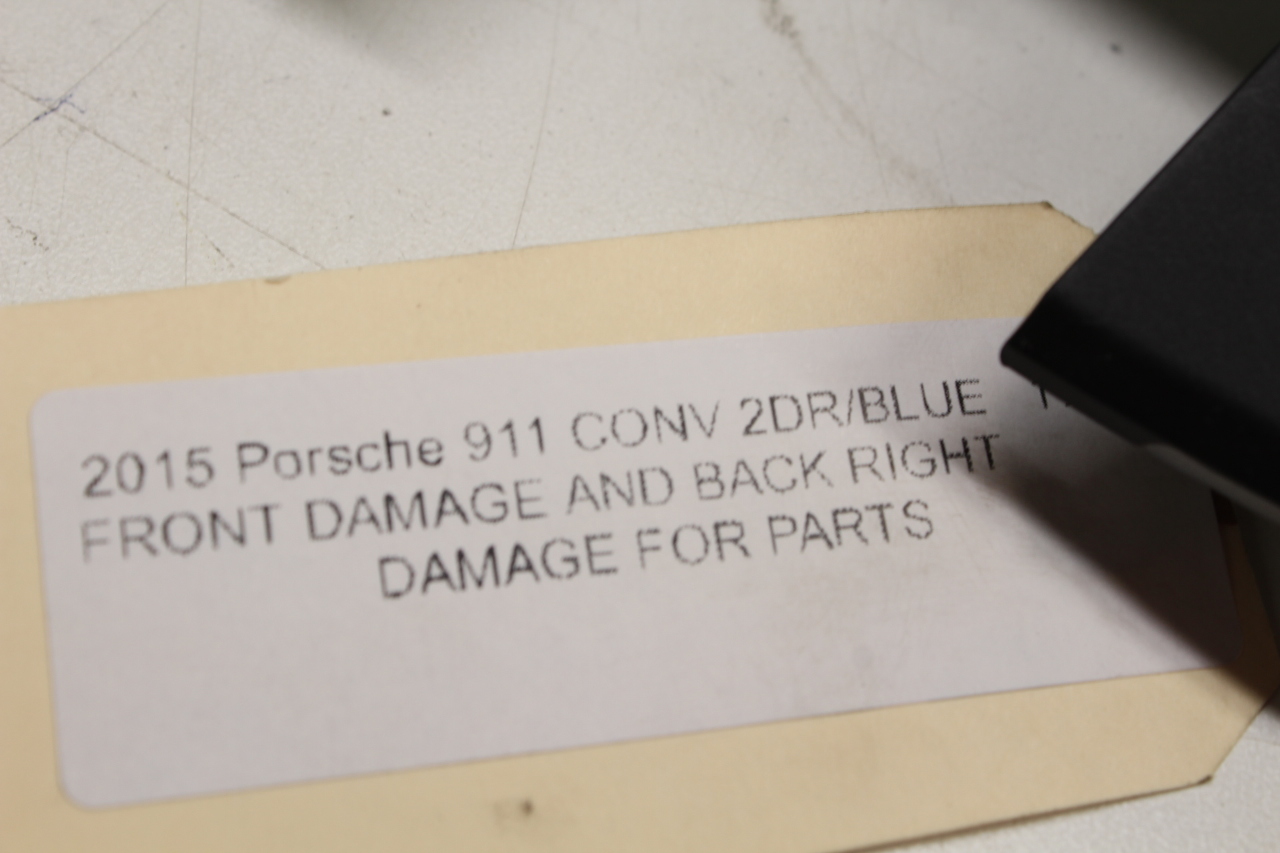 2015 Porsche 911 CONV 2DR/BLUE
FRONT DAMAGE AND BACK RIGHT
DAMAGE FOR PARTS